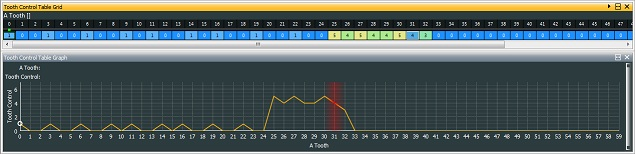 Tooth Control Table Grid
A Tooth []
0 1 2 3 4 5 6 7 8 9 10 11 12 13 14 15 16 17 18 19 20 21 22 23 24 25 26 27 28 29 30 31 32 33 34 35 36 37 38 39 40 41 42 43 44 45 46 47
1 0 0 1 0 0 1 0 0 1 0 1 0 0 1 0 0 1 0 1 0 0 1 0 0 5 4 5 4 4 5 4 3 0 0 0 0 0 0 0 0 0 0 0 0 0 0 0
Tooth Control Table Graph
A Tooth:
Tooth Control:
Tooth Control
6
4
2
0
0 1 2 3 4 5 6 7 8 9 10 11 12 13 14 15 16 17 18 19 20 21 22 23 24 25 26 27 28 29 30 31 32 33 34 35 36 37 38 39 40 41 42 43 44 45 46 47 48 49 50 51 52 53 54 55 56 57 58 59
A Tooth